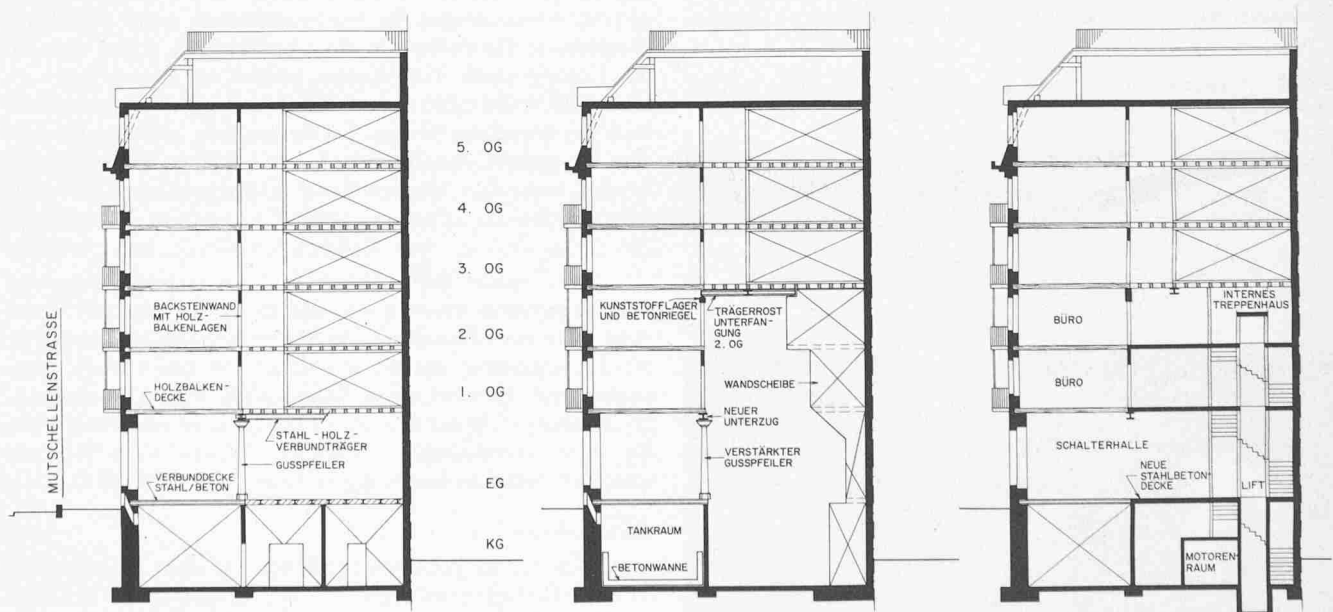 MUTSCHELLENSTRASSE
BACKSTEINWAND
MIT HOLZ-
BALKENLAGEN
HOLZBALKEN-
DECKE
STAHL - HOLZ-
VERBUNDTRÄGER
GUSSPFEILER
VERBUNDDECKE
STAHL/BETON
5. OG
4. OG
3. OG
2. OG
1. OG
EG
KG
KUNSTSTOFFLAGER
UND BETONRIEGEL
TRÄGERROST
UNTERFAN-
GUNG
2. OG
WANDSCHEIBE
NEUER
UNTERZUG
VERSTÄRKTER
GUSSPFEILER
TANKRAUM
BETONWANNE
INTERNES
TREPPENHAUS
BÜRO
BÜRO
SCHALTERHALLE
NEUE
STAHLBETON-
DECKE
LIFT
MOTOREN-
RAUM